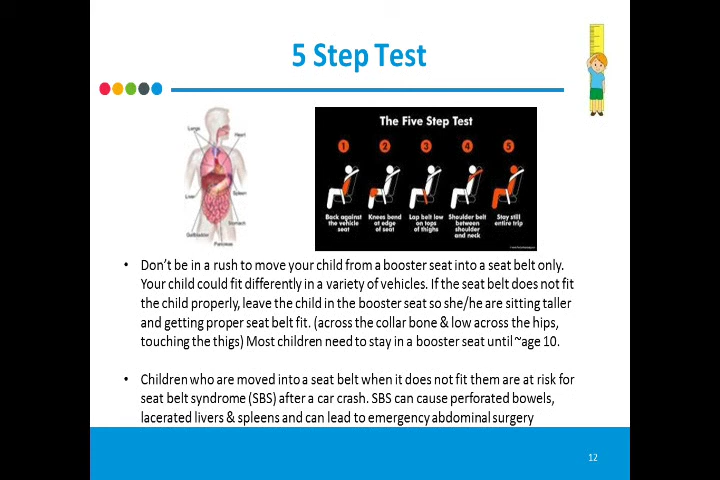 5 Step Test
Lungs
Heart
Liver
Spleen
Stomach
Gallbladder
Pancreas
The Five Step Test
1 2 3 4 5
Back against the vehicle seat
Knees bend at edge of seat
Lap belt low on tops of thighs
Shoulder belt between shoulder and neck
Stay still entire trip
• Don't be in a rush to move your child from a booster seat into a seat belt only.
Your child could fit differently in a variety of vehicles. If the seat belt does not fit
the child properly, leave the child in the booster seat so she/he are sitting taller
and getting proper seat belt fit. (across the collar bone & low across the hips,
touching the thigs) Most children need to stay in a booster seat until ~age 10.
• Children who are moved into a seat belt when it does not fit them are at risk for
seat belt syndrome (SBS) after a car crash. SBS can cause perforated bowels,
lacerated livers & spleens and can lead to emergency abdominal surgery
12